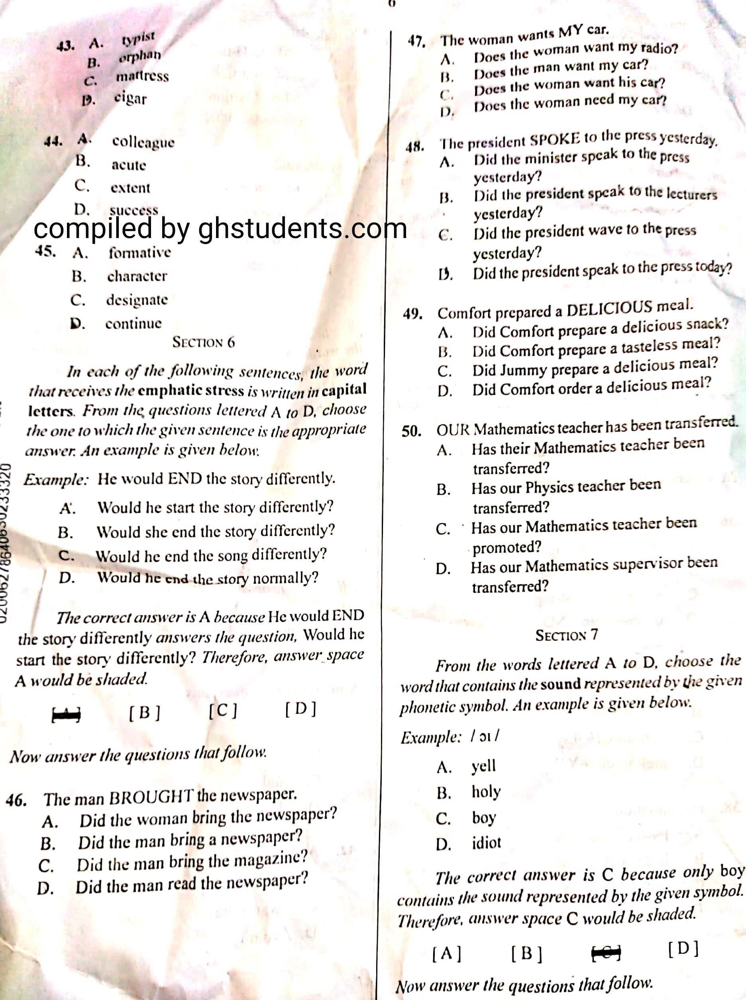 43. A. typist
B. orphan
C. mattress
D. cigar
44. A. colleague
B. acute
C. extent
D. success
compiled by ghstudents.com
45. A. formative
B. character
C. designate
D. continue
SECTION 6
In each of the following sentences, the word
that receives the emphatic stress is written in capital
letters. From the questions lettered A to D, choose
the one to which the given sentence is the appropriate
answer. An example is given below.
Example: He would END the story differently.
A. Would he start the story differently?
B. Would she end the story differently?
C. Would he end the song differently?
D. Would he end the story normally?
The correct answer is A because He would END
the story differently answers the question, Would he
start the story differently? Therefore, answer space
A would be shaded.
[A] [B] [C] [D]
Now answer the questions that follow.
46. The man BROUGHT the newspaper.
A. Did the woman bring the newspaper?
B. Did the man bring a newspaper?
C. Did the man bring the magazine?
D. Did the man read the newspaper?
47. The woman wants MY car.
A. Does the woman want my radio?
B. Does the man want my car?
C. Does the woman want his car?
D. Does the woman need my car?
48. The president SPOKE to the press yesterday.
A. Did the minister speak to the press
yesterday?
B. Did the president speak to the lecturers
yesterday?
C. Did the president wave to the press
yesterday?
D. Did the president speak to the press today?
49. Comfort prepared a DELICIOUS meal.
A. Did Comfort prepare a delicious snack?
B. Did Comfort prepare a tasteless meal?
C. Did Jummy prepare a delicious meal?
D. Did Comfort order a delicious meal?
50. OUR Mathematics teacher has been transferred.
A. Has their Mathematics teacher been
transferred?
B. Has our Physics teacher been
transferred?
C. Has our Mathematics teacher been
promoted?
D. Has our Mathematics supervisor been
transferred?
SECTION 7
From the words lettered A to D, choose the
word that contains the sound represented by the given
phonetic symbol. An example is given below.
Example: / ɔɪ /
A. yell
B. holy
C. boy
D. idiot
The correct answer is C because only boy
contains the sound represented by the given symbol.
Therefore, answer space C would be shaded.
[A] [B] [C] [D]
Now answer the questions that follow.